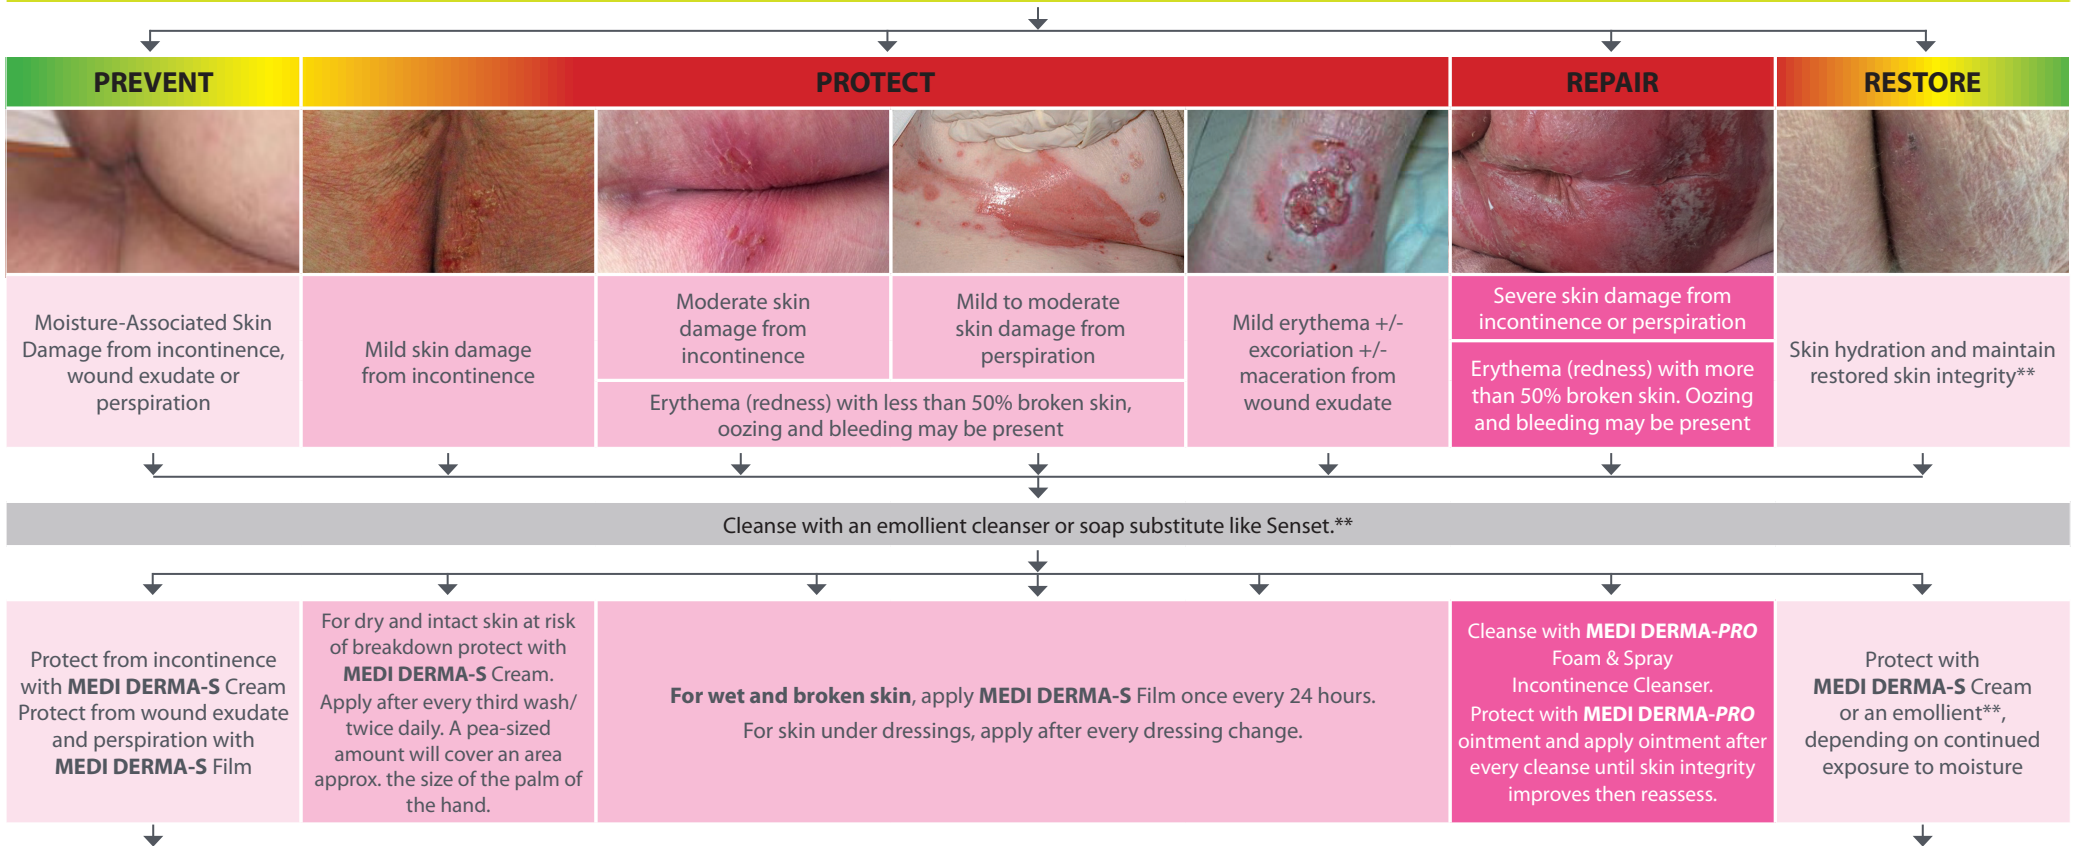 PREVENT
PROTECT
REPAIR
RESTORE
Moisture-Associated Skin
Damage from incontinence,
wound exudate or
perspiration
Mild skin damage
from incontinence
Moderate skin
damage from
incontinence
Mild to moderate
skin damage from
perspiration
Erythema (redness) with less than 50% broken skin,
oozing and bleeding may be present
Mild erythema +/-
excoriation +/-
maceration from
wound exudate
Severe skin damage from
incontinence or perspiration
Erythema (redness) with more
than 50% broken skin. Oozing
and bleeding may be present
Skin hydration and maintain
restored skin integrity**
Cleanse with an emollient cleanser or soap substitute like Senset.**
Protect from incontinence
with MEDI DERMA-S Cream
Protect from wound exudate
and perspiration with
MEDI DERMA-S Film
For dry and intact skin at risk
of breakdown protect with
MEDI DERMA-S Cream.
Apply after every third wash/
twice daily. A pea-sized
amount will cover an area
approx. the size of the palm of
the hand.
For wet and broken skin, apply MEDI DERMA-S Film once every 24 hours.
For skin under dressings, apply after every dressing change.
Cleanse with MEDI DERMA-PRO
Foam & Spray
Incontinence Cleanser.
Protect with MEDI DERMA-PRO
ointment and apply ointment after
every cleanse until skin integrity
improves then reassess.
Protect with
MEDI DERMA-S Cream
or an emollient**,
depending on continued
exposure to moisture